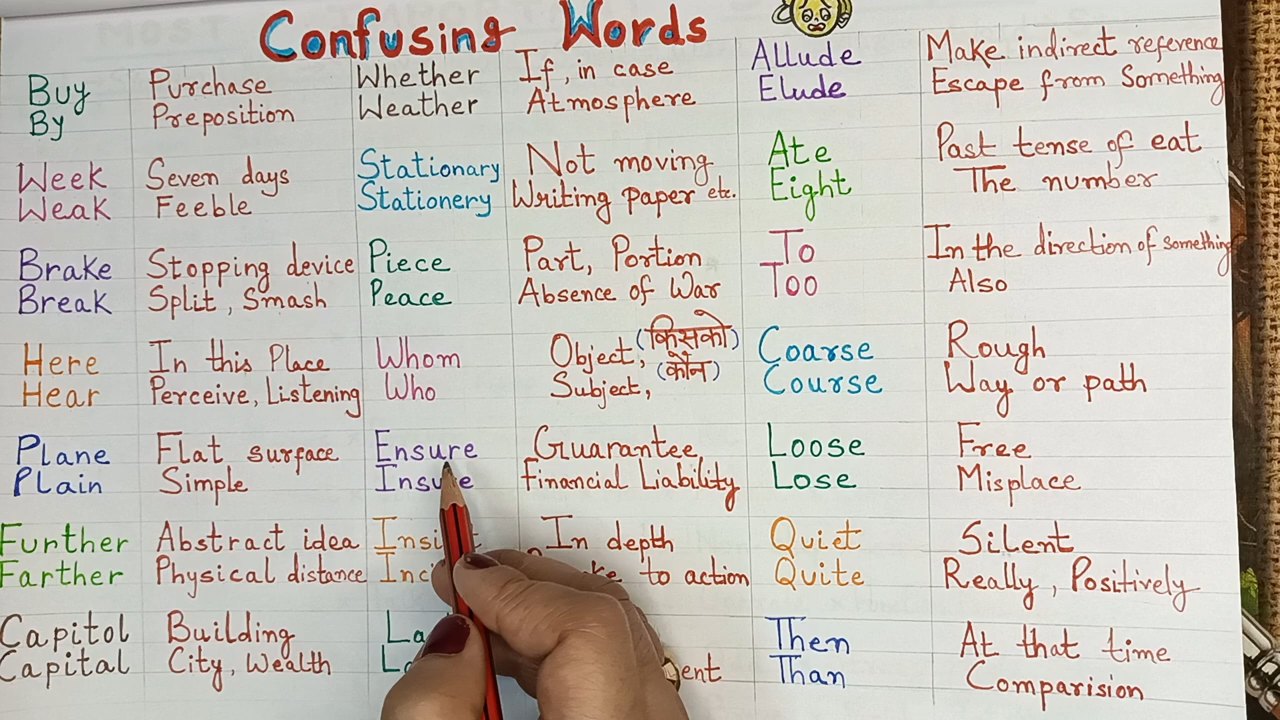 Confusing Words
Buy Purchase Whether If, in case Allude Make indirect reference
By Preposition Weather Atmosphere Elude Escape from Something
Week Seven days Stationary Not moving Ate Past tense of eat
Weak Feeble Stationery Writing paper etc. Eight The number
Brake Stopping device Piece Part, Portion To In the direction of something
Break Split, Smash Peace Absence of War Too Also
Here In this Place Whom Object, (किसको) Coarse Rough
Hear Perceive, Listening Who Subject, (कौन) Course Way or path
Plane Flat surface Ensure Guarantee Loose Free
Plain Simple Insure Financial Liability Lose Misplace
Further Abstract idea In depth Quiet Silent
Farther Physical distance to action Quite Really, Positively
Capitol Building Then At that time
Capital City, Wealth Than Comparision